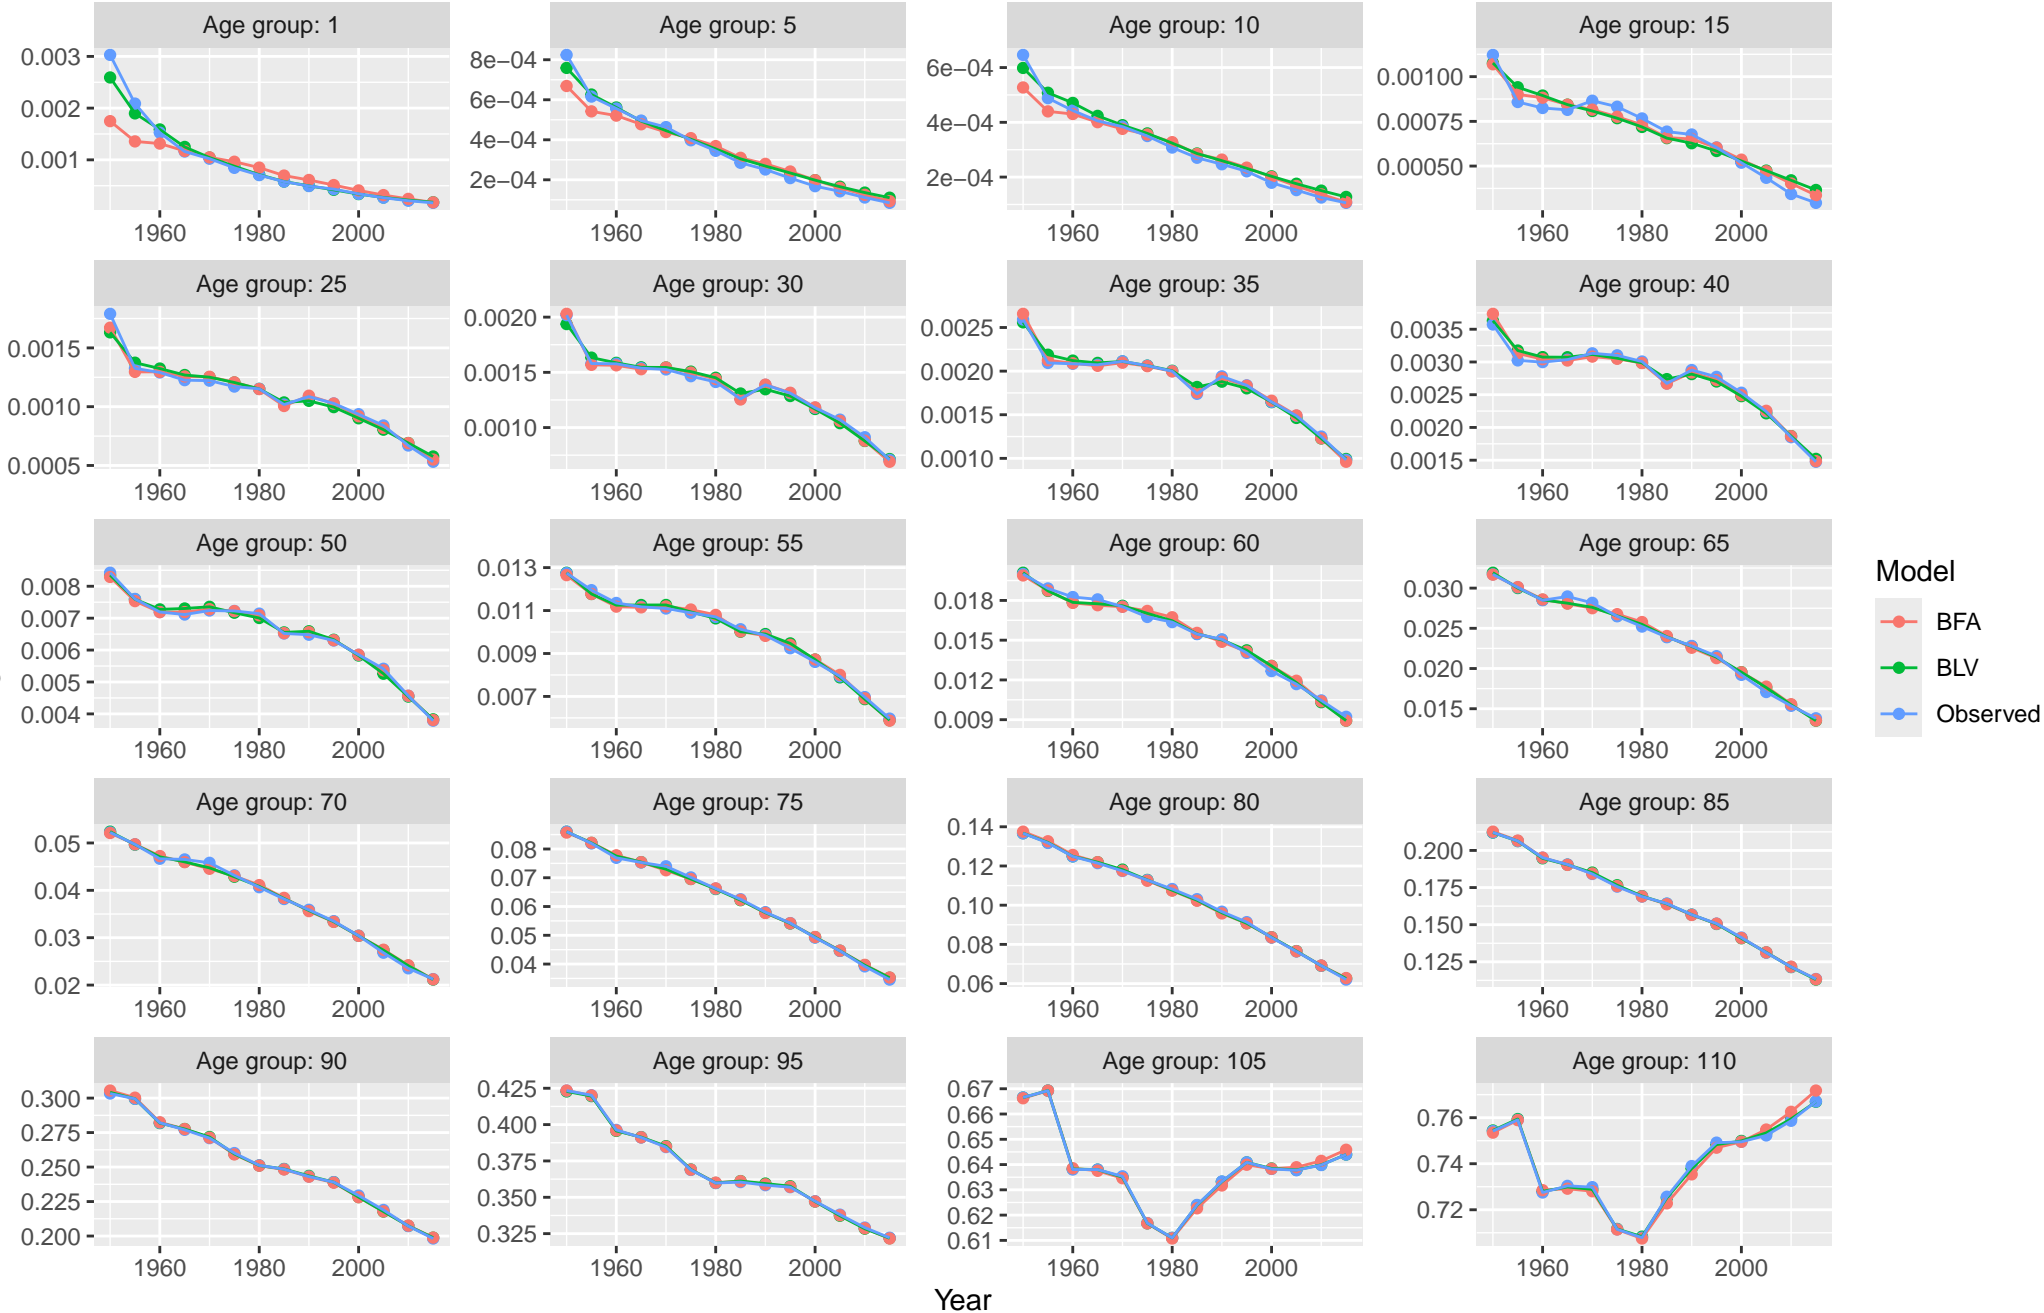 Age group: 1
0.003
0.002
0.001
1960 1980 2000
Age group: 5
8e−04
6e−04
4e−04
2e−04
1960 1980 2000
Age group: 10
6e−04
4e−04
2e−04
1960 1980 2000
Age group: 15
0.00100
0.00075
0.00050
1960 1980 2000
Age group: 25
0.0015
0.0010
0.0005
1960 1980 2000
Age group: 30
0.0020
0.0015
0.0010
1960 1980 2000
Age group: 35
0.0025
0.0020
0.0015
0.0010
1960 1980 2000
Age group: 40
0.0035
0.0030
0.0025
0.0020
0.0015
1960 1980 2000
Age group: 50
0.008
0.007
0.006
0.005
0.004
1960 1980 2000
Age group: 55
0.013
0.011
0.009
0.007
1960 1980 2000
Age group: 60
0.018
0.015
0.012
0.009
1960 1980 2000
Age group: 65
0.030
0.025
0.020
0.015
1960 1980 2000
Age group: 70
0.05
0.04
0.03
0.02
1960 1980 2000
Age group: 75
0.08
0.07
0.06
0.05
0.04
1960 1980 2000
Age group: 80
0.14
0.12
0.10
0.08
0.06
1960 1980 2000
Age group: 85
0.200
0.175
0.150
0.125
1960 1980 2000
Age group: 90
0.300
0.275
0.250
0.225
0.200
1960 1980 2000
Age group: 95
0.425
0.400
0.375
0.350
0.325
1960 1980 2000
Age group: 105
0.67
0.66
0.65
0.64
0.63
0.62
0.61
1960 1980 2000
Age group: 110
0.76
0.74
0.72
1960 1980 2000
Year
Model
BFA
BLV
Observed